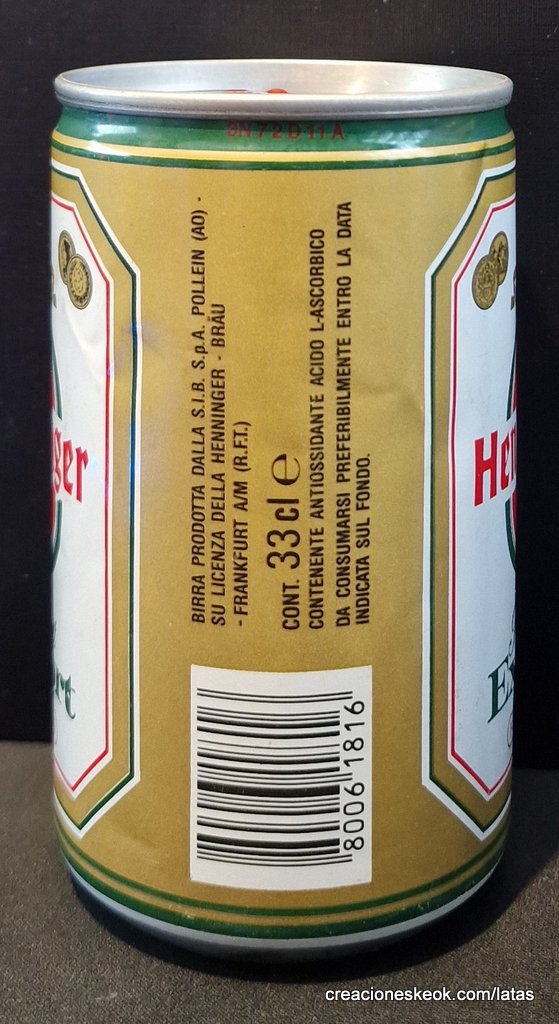 9N72D11A
BIRRA PRODOTTA DALLA S.I.B. S.p.A. POLLEIN (AO) -
SU LICENZA DELLA HENNINGER - BRÄU
- FRANKFURT A/M (R.F.T.)
CONT. 33 cl e
CONTENENTE ANTIOSSIDANTE ACIDO L-ASCORBICO
DA CONSUMARSI PREFERIBILMENTE ENTRO LA DATA
INDICATA SUL FONDO.
8006 1816
ger
rt
Hen
Ex
creacioneskeok.com/latas